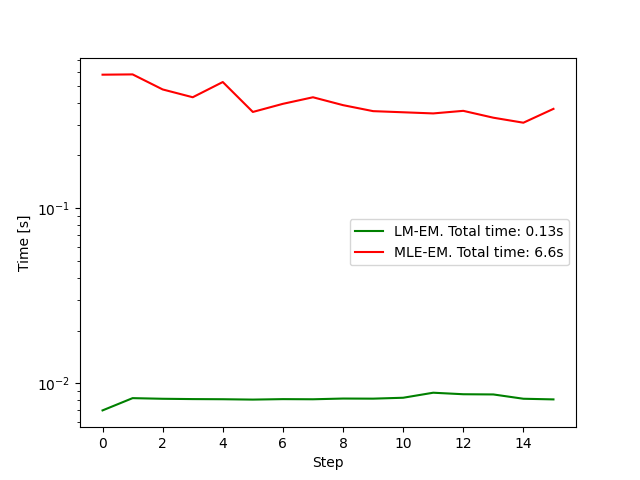 Time [s]
10⁻¹
10⁻²
LM-EM. Total time: 0.13s
MLE-EM. Total time: 6.6s
0 2 4 6 8 10 12 14
Step